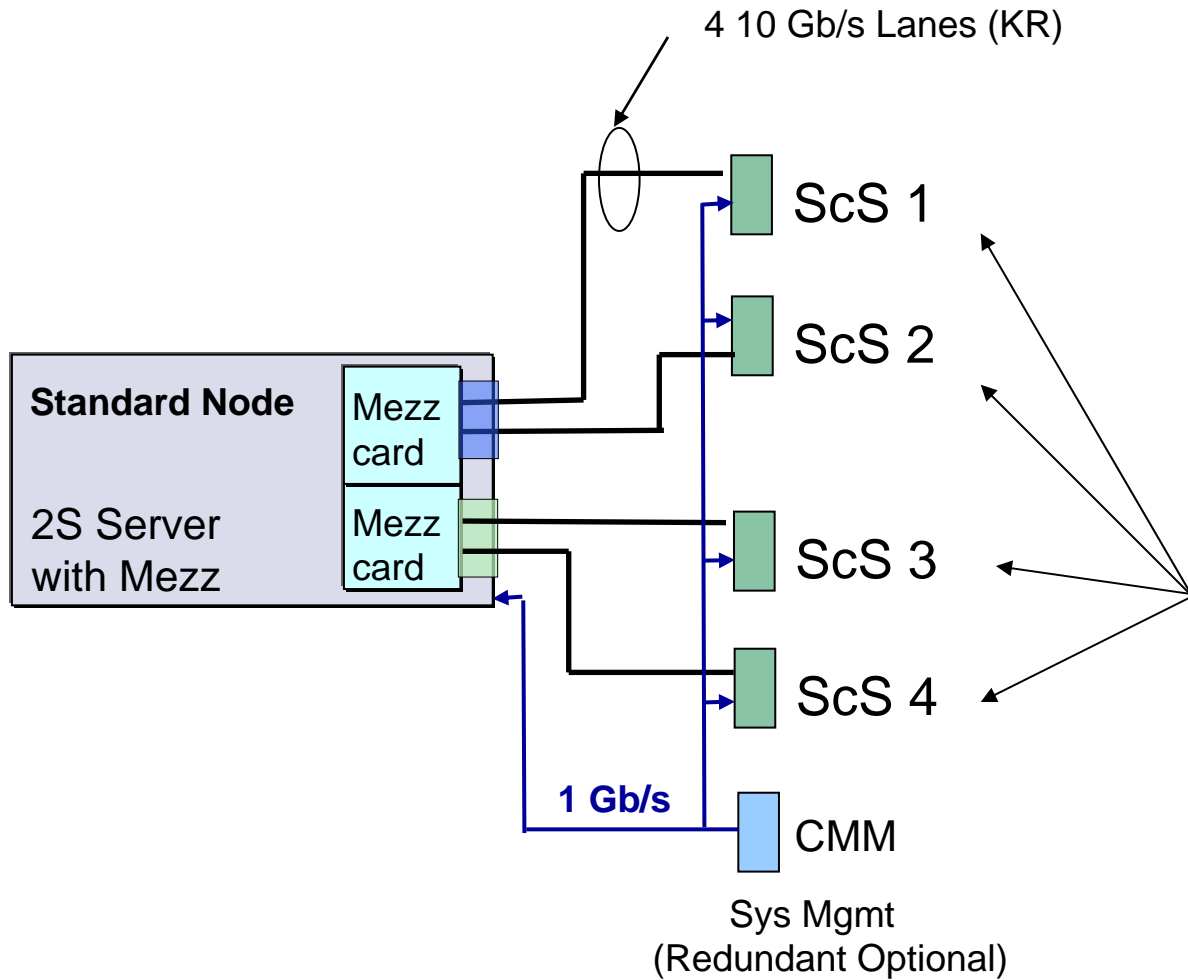 4 10 Gb/s Lanes (KR)
ScS 1
ScS 2
Standard Node
Mezz
card
2S Server
with Mezz
Mezz
card
ScS 3
ScS 4
1 Gb/s
CMM
Sys Mgmt
(Redundant Optional)